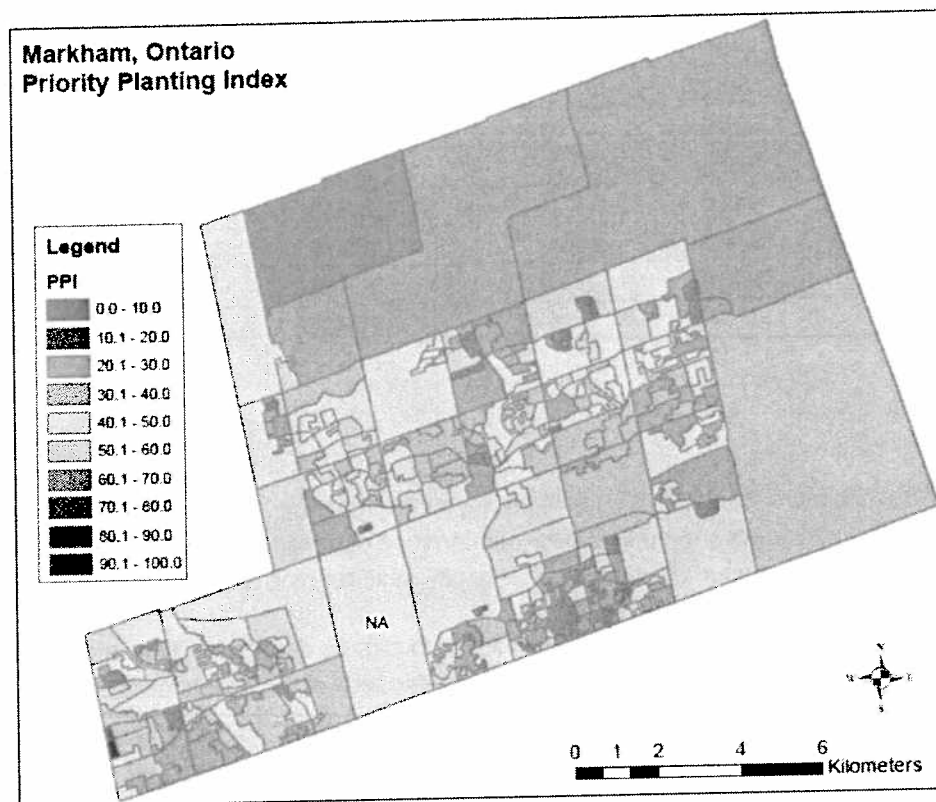 Markham, Ontario
Priority Planting Index
Legend
PPI
0.0 - 10.0
10.1 - 20.0
20.1 - 30.0
30.1 - 40.0
40.1 - 50.0
50.1 - 60.0
60.1 - 70.0
70.1 - 80.0
80.1 - 90.0
90.1 - 100.0
NA
N
W E
S
0 1 2 4 6
Kilometers